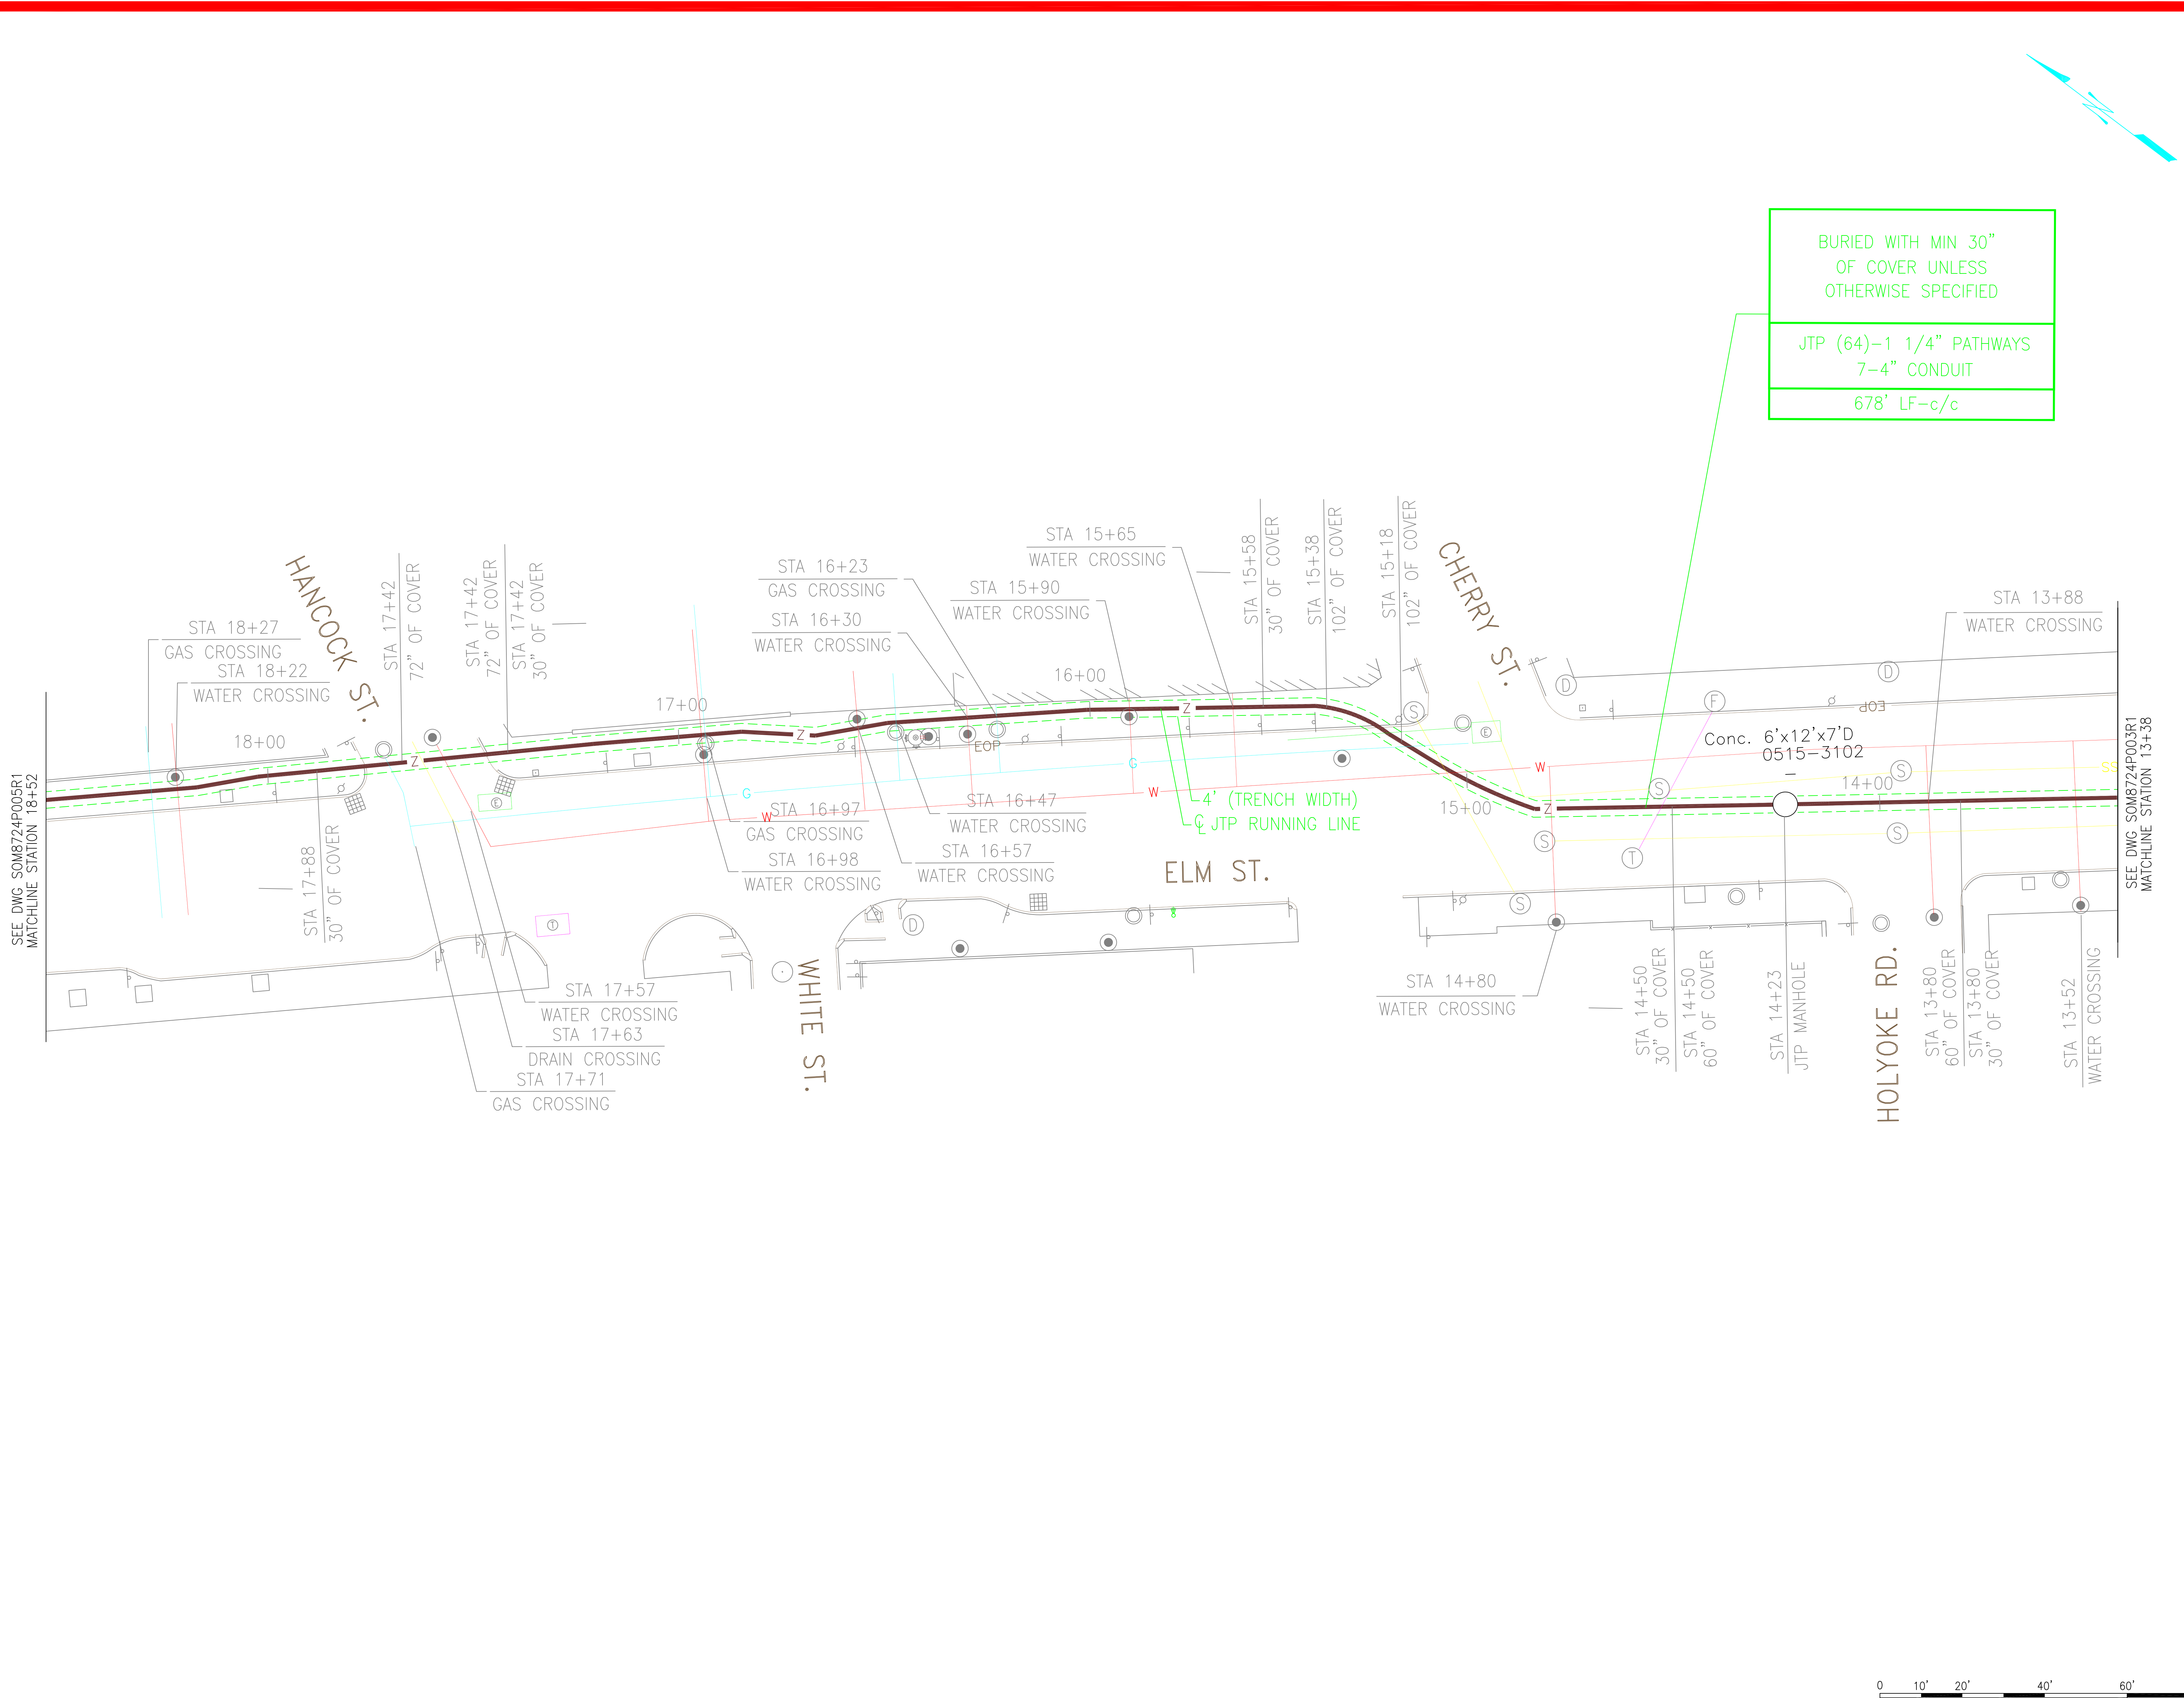 BURIED WITH MIN 30"
OF COVER UNLESS
OTHERWISE SPECIFIED
JTP (64)-1 1/4" PATHWAYS
7-4" CONDUIT
678' LF-c/c
SEE DWG SOM8724P005R1
MATCHLINE STATION 18+52
STA 18+27
GAS CROSSING
STA 18+22
WATER CROSSING
18+00
HANCOCK ST.
STA 17+42
72" OF COVER
STA 17+42
72" OF COVER
STA 17+42
30" OF COVER
17+00
STA 16+23
GAS CROSSING
STA 16+30
WATER CROSSING
STA 15+65
WATER CROSSING
STA 15+90
WATER CROSSING
16+00
STA 15+58
30" OF COVER
STA 15+38
102" OF COVER
STA 15+18
102" OF COVER
CHERRY ST.
STA 13+88
WATER CROSSING
D
D
F
S
EOP
Conc. 6'x12'x7'D
0515-3102
14+00
S
S
SS
Z
Z
Z
Z
EOP
E
E
G
G
W
W
W
15+00
S
T
S
S
4' (TRENCH WIDTH)
CL JTP RUNNING LINE
ELM ST.
STA 17+88
30" OF COVER
STA 16+97
GAS CROSSING
STA 16+98
WATER CROSSING
STA 16+47
WATER CROSSING
STA 16+57
WATER CROSSING
T
D
STA 17+57
WATER CROSSING
STA 17+63
DRAIN CROSSING
STA 17+71
GAS CROSSING
WHITE ST.
STA 14+80
WATER CROSSING
STA 14+50
30" OF COVER
STA 14+50
60" OF COVER
STA 14+23
JTP MANHOLE
HOLYOKE RD.
STA 13+80
60" OF COVER
STA 13+80
30" OF COVER
STA 13+52
WATER CROSSING
SEE DWG SOM8724P003R1
MATCHLINE STATION 13+38
0 10' 20' 40' 60'